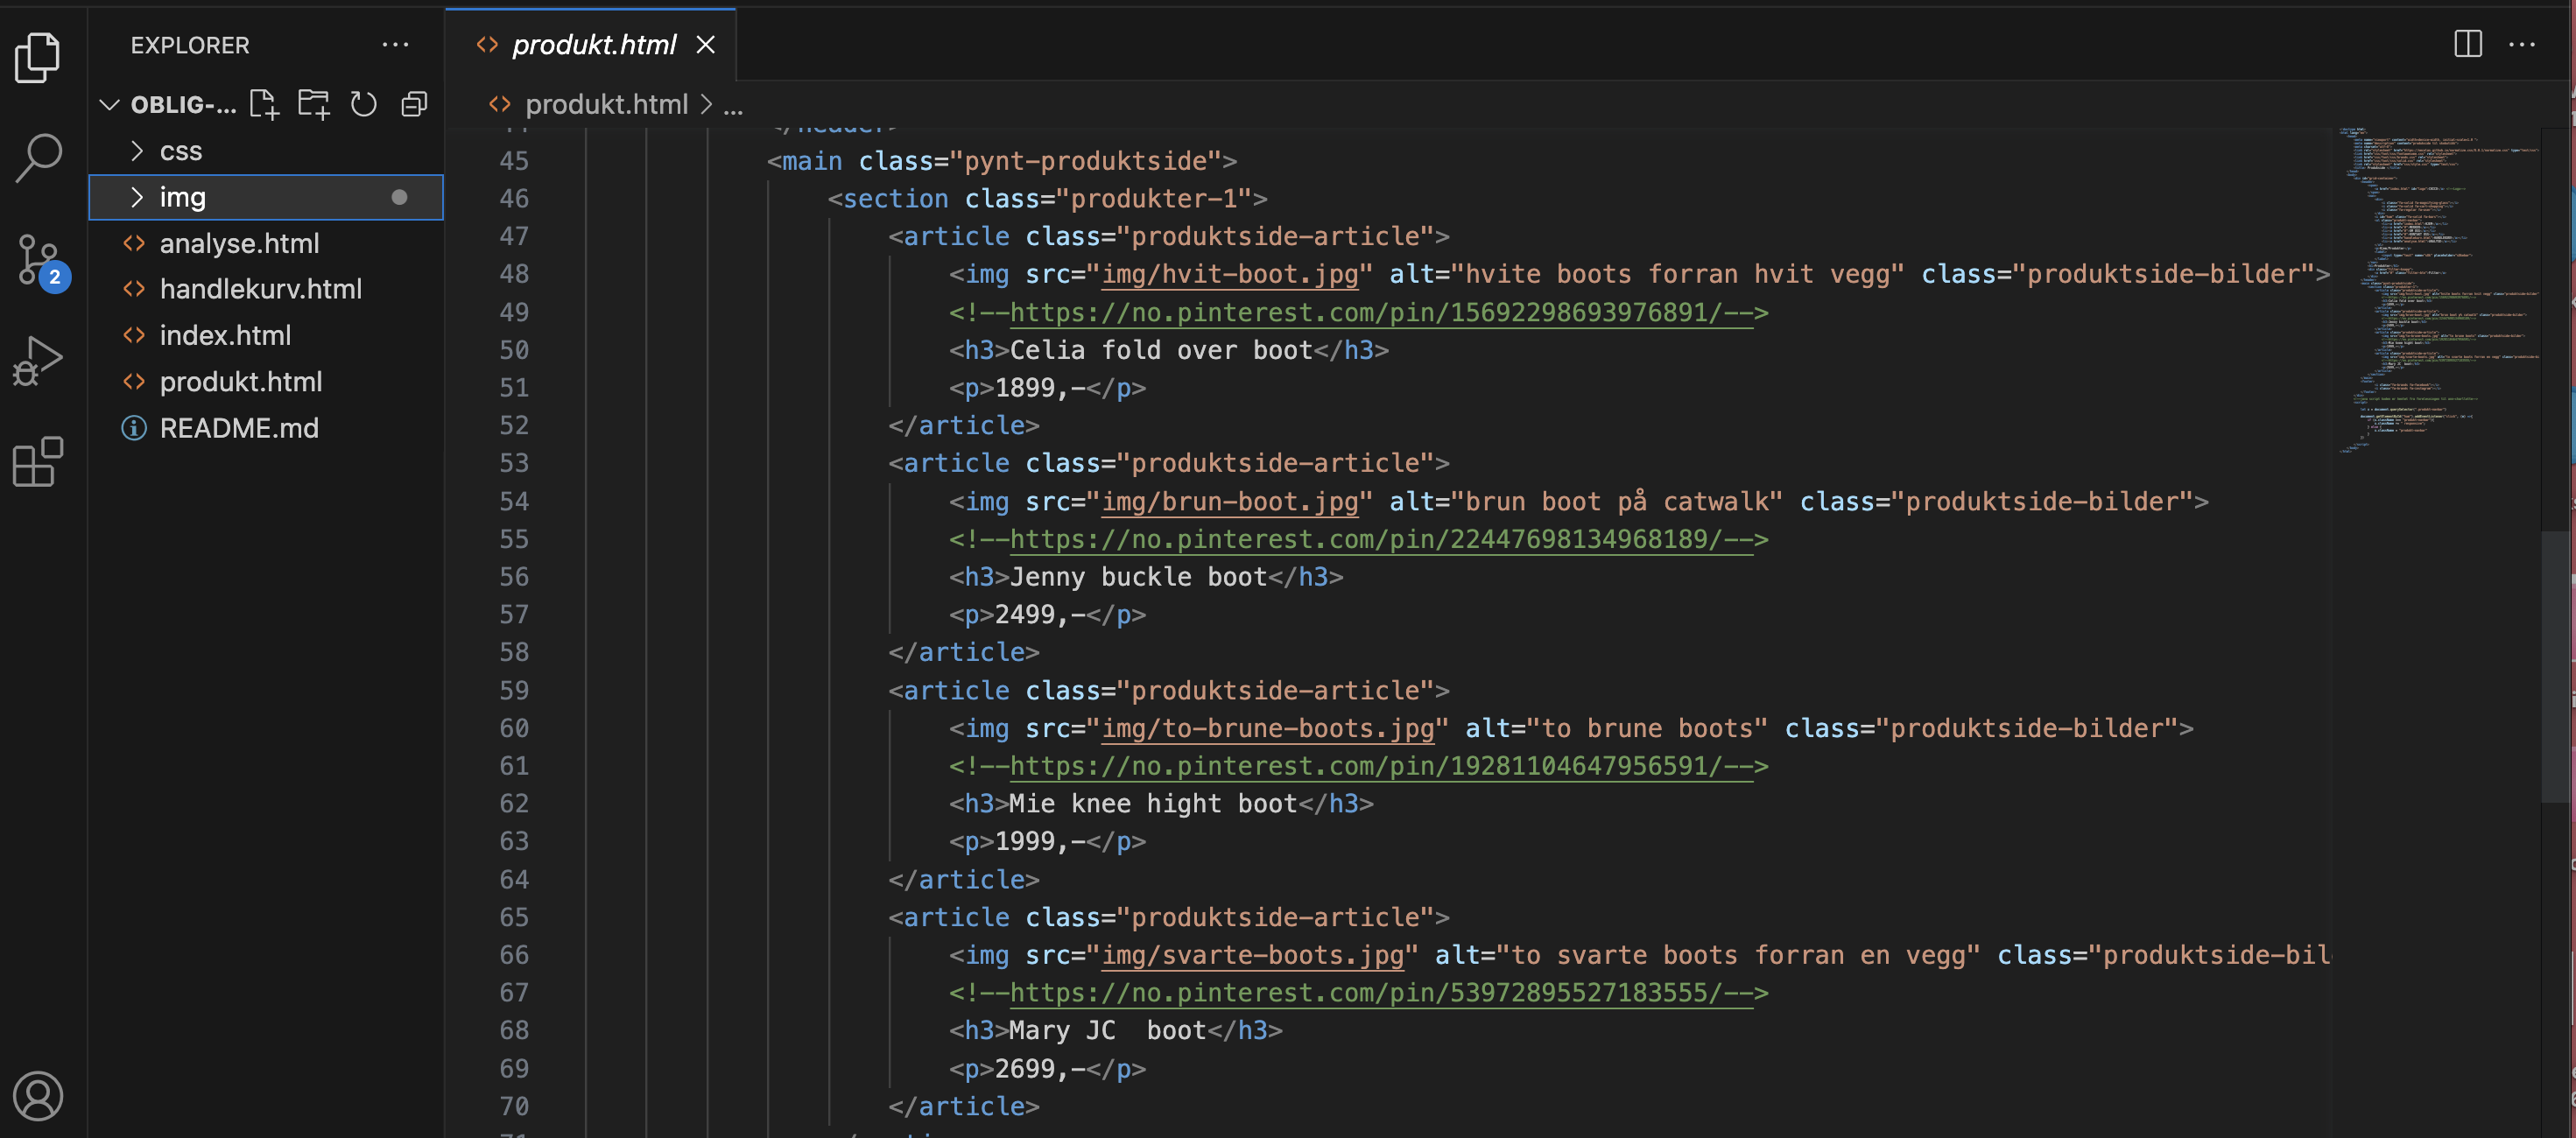 EXPLORER
OBLIG-...
css
img
analyse.html
handlekurv.html
index.html
produkt.html
README.md
2
produkt.html
produkt.html > ...
45 <main class="pynt-produktside">
46 <section class="produkter-1">
47 <article class="produktside-article">
48 <img src="img/hvit-boot.jpg" alt="hvite boots forran hvit vegg" class="produktside-bilder">
49 <!--https://no.pinterest.com/pin/15692298693976891/-->
50 <h3>Celia fold over boot</h3>
51 <p>1899,-</p>
52 </article>
53 <article class="produktside-article">
54 <img src="img/brun-boot.jpg" alt="brun boot på catwalk" class="produktside-bilder">
55 <!--https://no.pinterest.com/pin/22447698134968189/-->
56 <h3>Jenny buckle boot</h3>
57 <p>2499,-</p>
58 </article>
59 <article class="produktside-article">
60 <img src="img/to-brune-boots.jpg" alt="to brune boots" class="produktside-bilder">
61 <!--https://no.pinterest.com/pin/19281104647956591/-->
62 <h3>Mie knee hight boot</h3>
63 <p>1999,-</p>
64 </article>
65 <article class="produktside-article">
66 <img src="img/svarte-boots.jpg" alt="to svarte boots forran en vegg" class="produktside-bil
67 <!--https://no.pinterest.com/pin/53972895527183555/-->
68 <h3>Mary JC  boot</h3>
69 <p>2699,-</p>
70 </article>